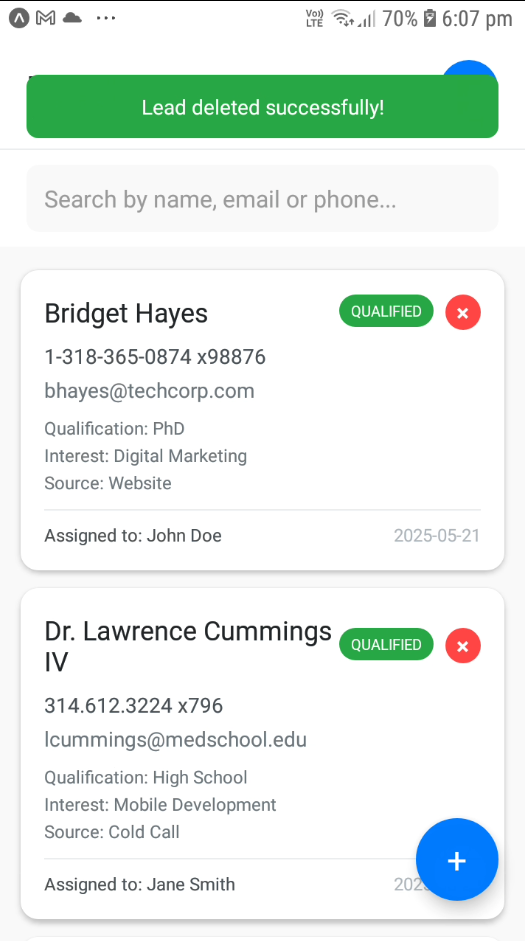 Vo))
LTE
70%
6:07 pm
Lead deleted successfully!
Search by name, email or phone...
Bridget Hayes
QUALIFIED
1-318-365-0874 x98876
bhayes@techcorp.com
Qualification: PhD
Interest: Digital Marketing
Source: Website
Assigned to: John Doe
2025-05-21
Dr. Lawrence Cummings
IV
QUALIFIED
314.612.3224 x796
lcummings@medschool.edu
Qualification: High School
Interest: Mobile Development
Source: Cold Call
Assigned to: Jane Smith